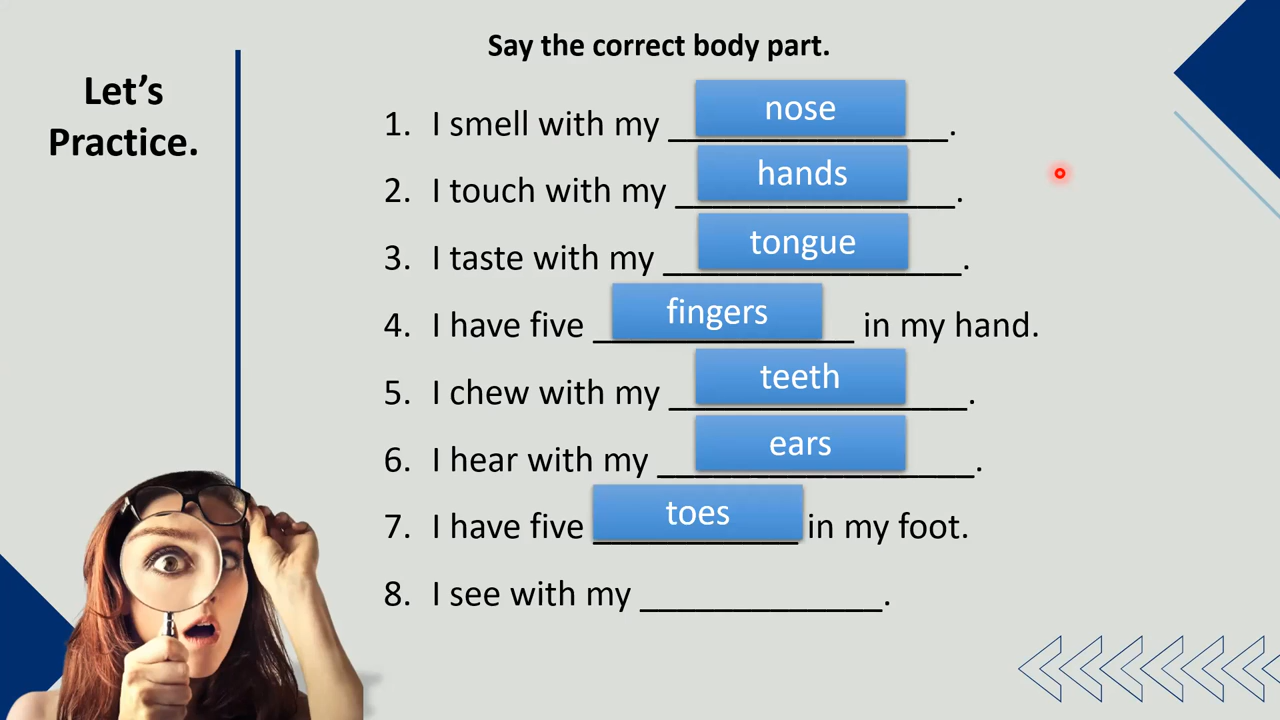 Say the correct body part.
Let's
Practice.
1. I smell with my nose.
2. I touch with my hands.
3. I taste with my tongue.
4. I have five fingers in my hand.
5. I chew with my teeth.
6. I hear with my ears.
7. I have five toes in my foot.
8. I see with my _____________.